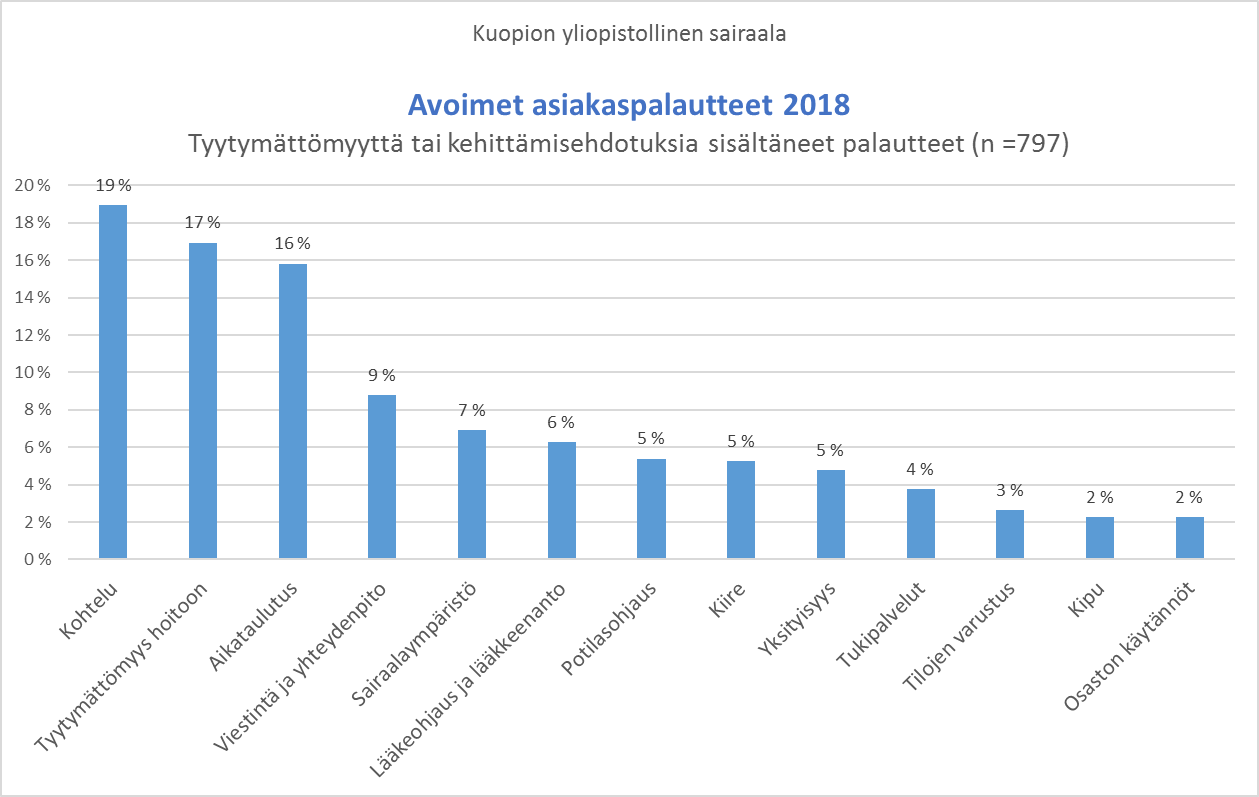 Kuopion yliopistollinen sairaala
Avoimet asiakaspalautteet 2018
Tyytymättömyyttä tai kehittämisehdotuksia sisältäneet palautteet (n =797)
20 %
18 %
16 %
14 %
12 %
10 %
8 %
6 %
4 %
2 %
0 %
19 %
17 %
16 %
9 %
7 %
6 %
5 %
5 %
5 %
4 %
3 %
2 %
2 %
Kohtelu
Tyytymättömyys hoitoon
Aikataulutus
Viestintä ja yhteydenpito
Sairaalaympäristö
Lääkeohjaus ja lääkkeenanto
Potilasohjaus
Kiire
Yksityisyys
Tukipalvelut
Tilojen varustus
Kipu
Osaston käytännöt